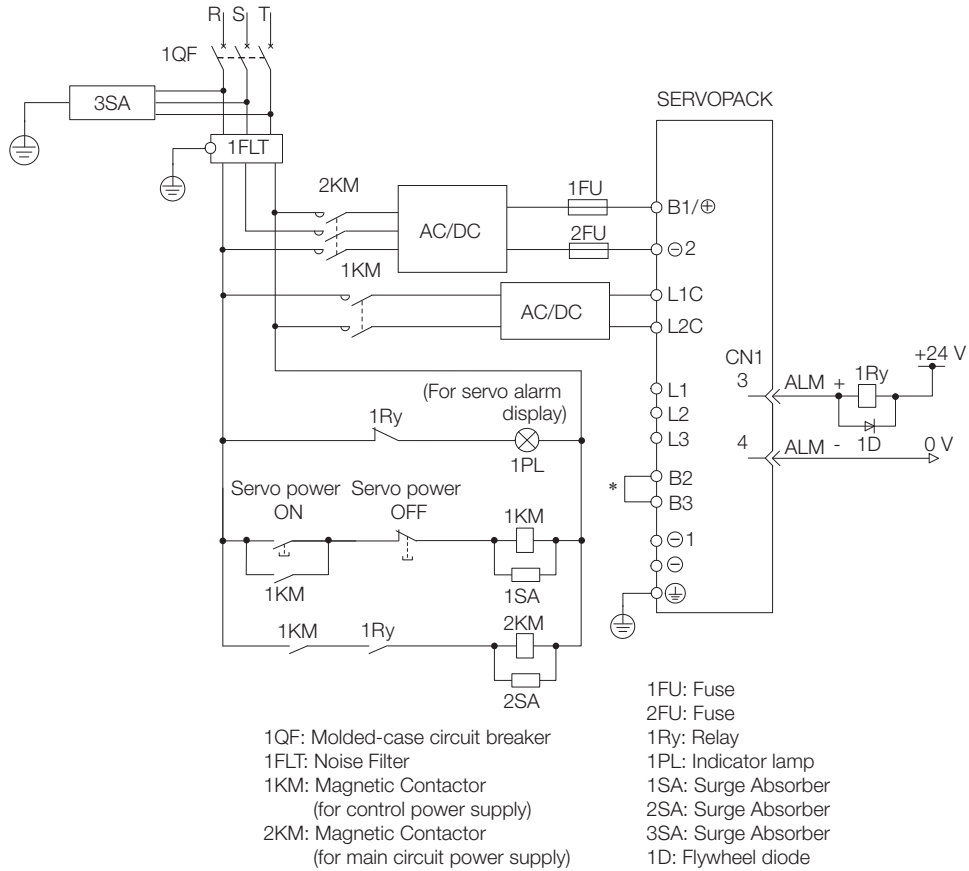 R S T
1QF
3SA
1FLT
SERVOPACK
2KM
1FU
B1/⊕
AC/DC
2FU
⊖2
1KM
L1C
AC/DC
L2C
CN1
+24 V
3
ALM +
1Ry
L1
(For servo alarm
display)
1Ry
L2
L3
4
ALM -
1D
0 V
1PL
B2
*
B3
Servo power
ON
Servo power
OFF
1KM
⊖1
⊖
1KM
1SA
1KM
1Ry
2KM
2SA
1QF: Molded-case circuit breaker
1FLT: Noise Filter
1KM: Magnetic Contactor
(for control power supply)
2KM: Magnetic Contactor
(for main circuit power supply)
1FU: Fuse
2FU: Fuse
1Ry: Relay
1PL: Indicator lamp
1SA: Surge Absorber
2SA: Surge Absorber
3SA: Surge Absorber
1D: Flywheel diode